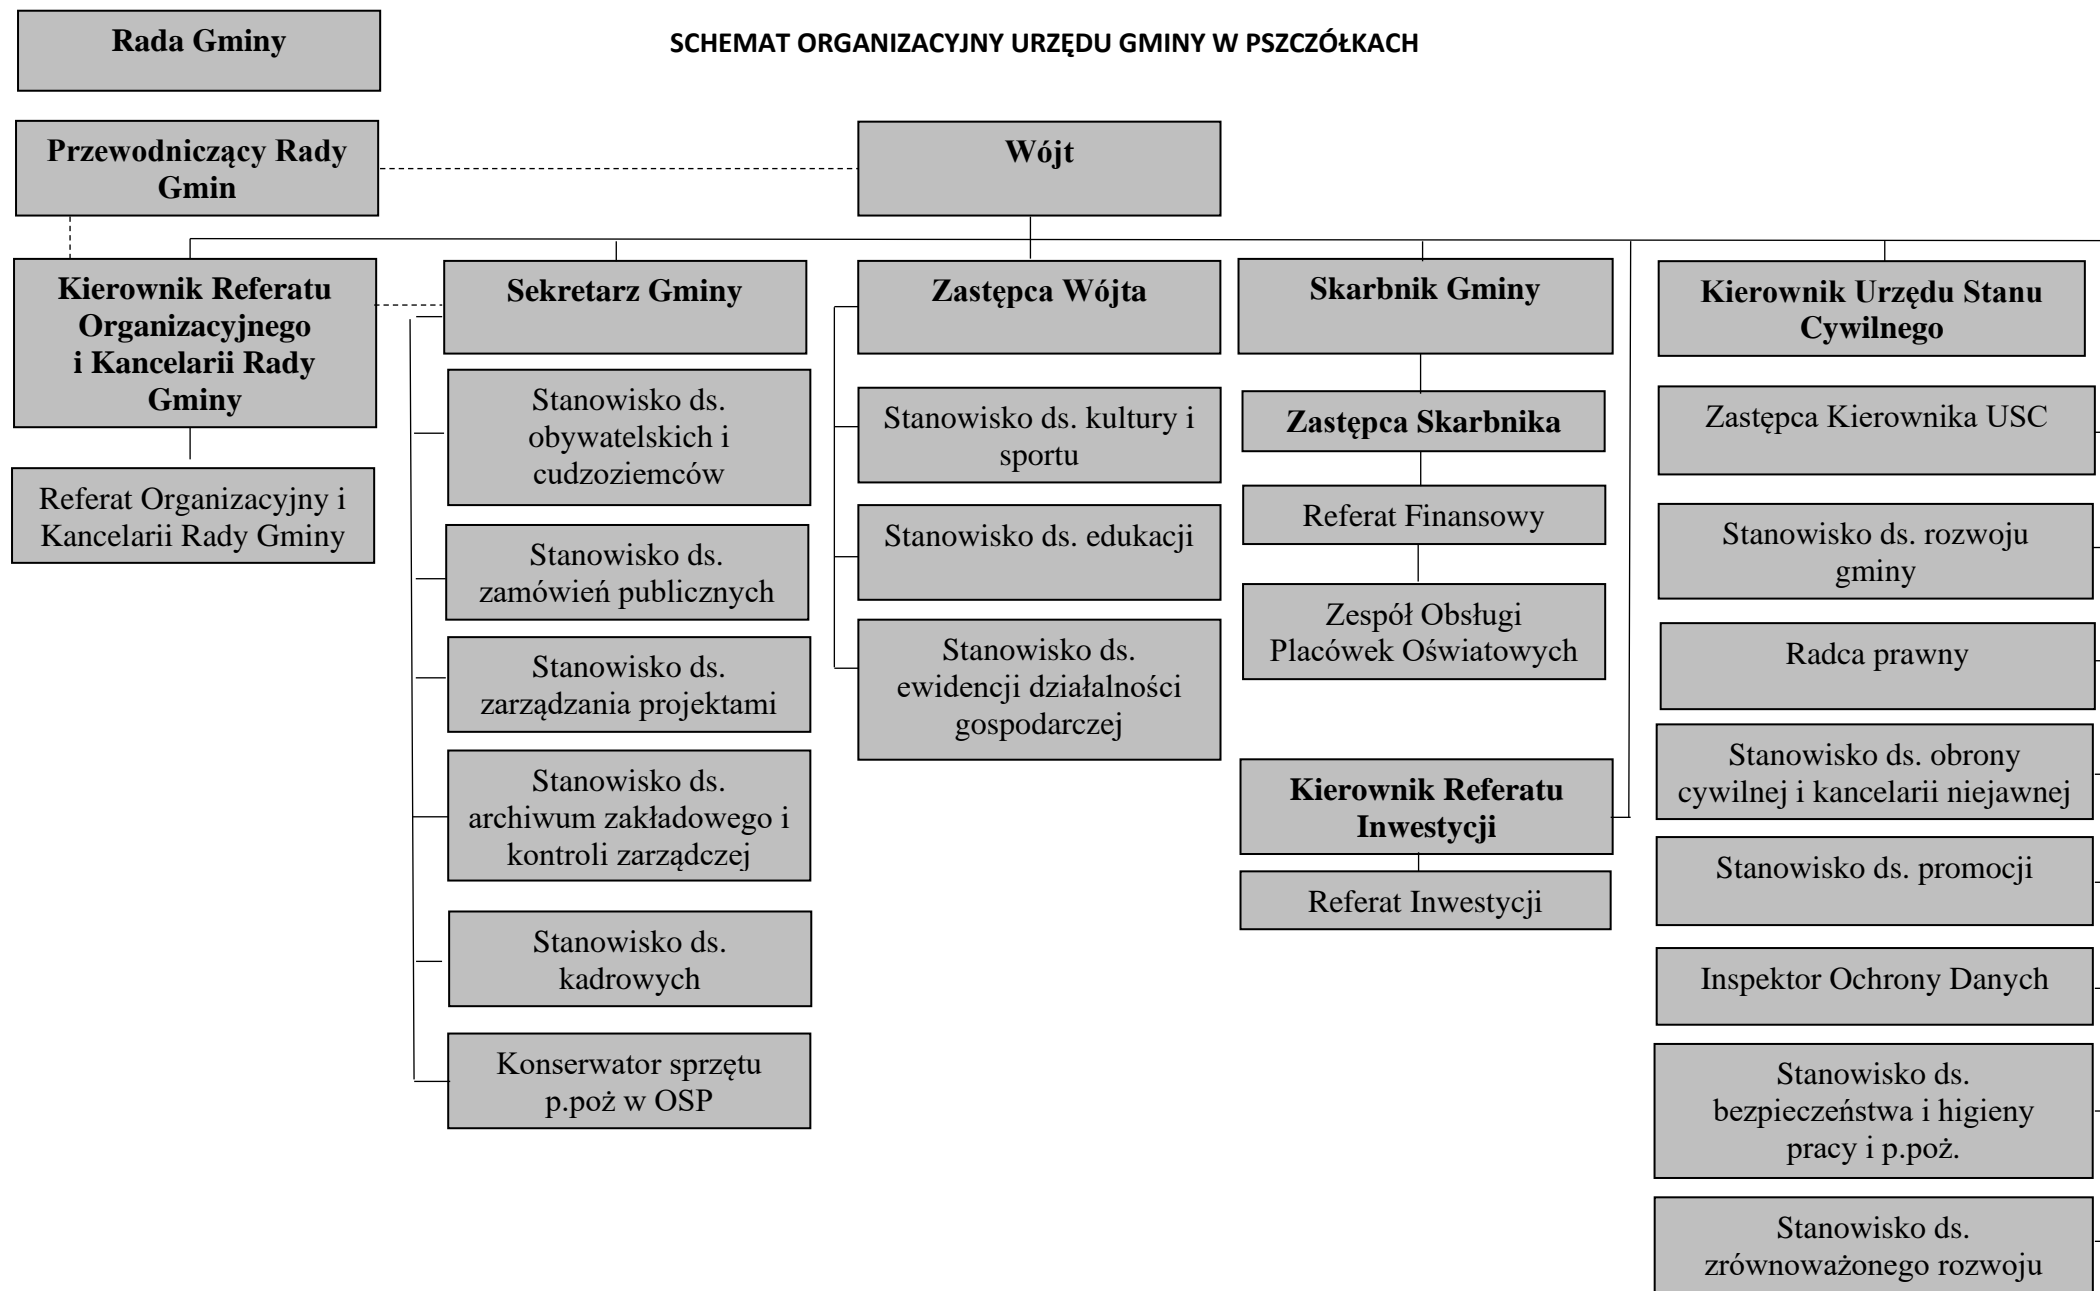 Rada Gminy
SCHEMAT ORGANIZACYJNY URZĘDU GMINY W PSZCZÓŁKACH
Przewodniczący Rady
Gmin
Wójt
Kierownik Referatu
Organizacyjnego
i Kancelarii Rady
Gminy
Referat Organizacyjny i
Kancelarii Rady Gminy
Sekretarz Gminy
Stanowisko ds.
obywatelskich i
cudzoziemców
Stanowisko ds.
zamówień publicznych
Stanowisko ds.
zarządzania projektami
Stanowisko ds.
archiwum zakładowego i
kontroli zarządczej
Stanowisko ds.
kadrowych
Konserwator sprzętu
p.poż w OSP
Zastępca Wójta
Stanowisko ds. kultury i
sportu
Stanowisko ds. edukacji
Stanowisko ds.
ewidencji działalności
gospodarczej
Skarbnik Gminy
Zastępca Skarbnika
Referat Finansowy
Zespół Obsługi
Placówek Oświatowych
Kierownik Referatu
Inwestycji
Referat Inwestycji
Kierownik Urzędu Stanu
Cywilnego
Zastępca Kierownika USC
Stanowisko ds. rozwoju
gminy
Radca prawny
Stanowisko ds. obrony
cywilnej i kancelarii niejawnej
Stanowisko ds. promocji
Inspektor Ochrony Danych
Stanowisko ds.
bezpieczeństwa i higieny
pracy i p.poż.
Stanowisko ds.
zrównoważonego rozwoju